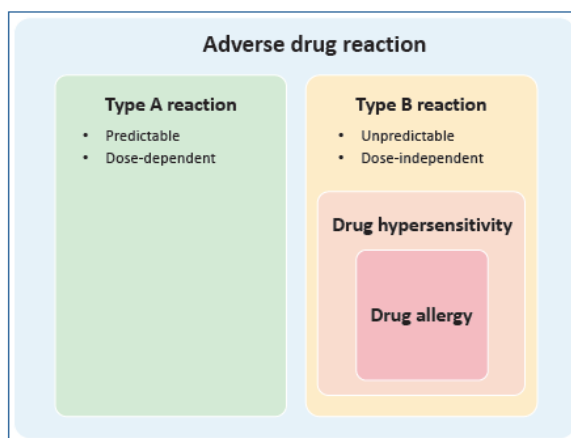 Adverse drug reaction
Type A reaction
• Predictable
• Dose-dependent
Type B reaction
• Unpredictable
• Dose-independent
Drug hypersensitivity
Drug allergy